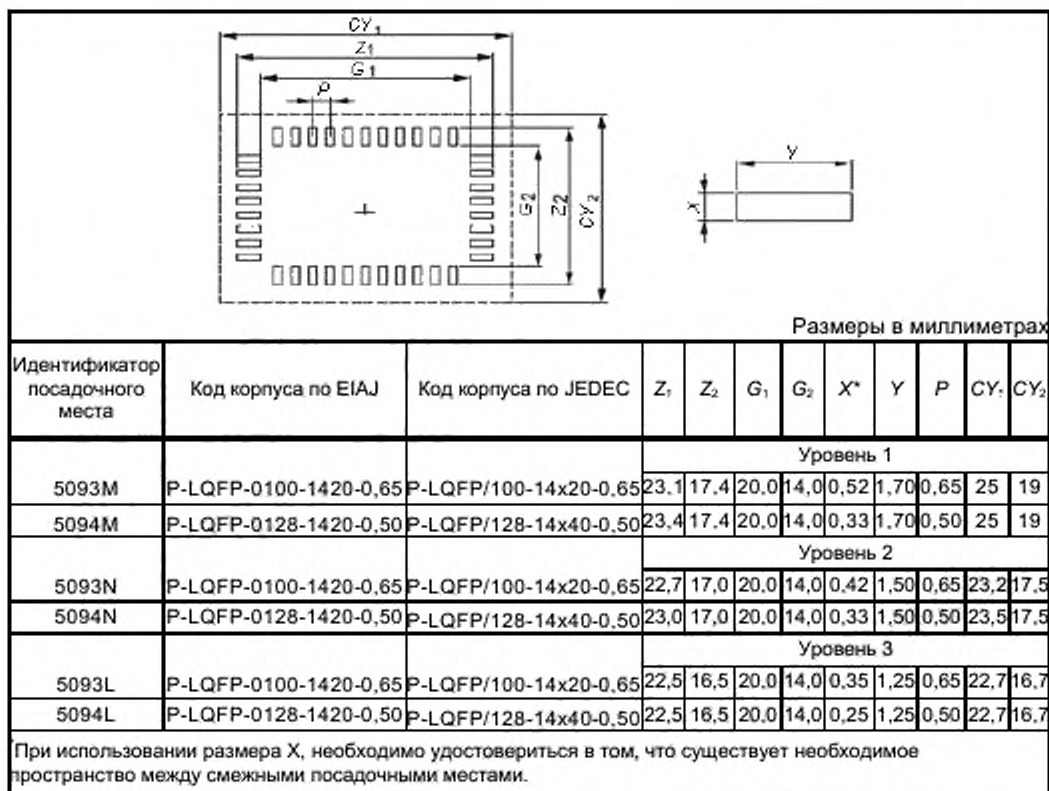 CY₁
Z₁
G₁
P
G₂
Z₂
CY₂
Y
X
Размеры в миллиметрах
Идентификатор посадочного места | Код корпуса по EIAJ | Код корпуса по JEDEC | Z₁ | Z₂ | G₁ | G₂ | X* | Y | P | CY₁ | CY₂
Уровень 1
5093M | P-LQFP-0100-1420-0,65 | P-LQFP/100-14x20-0,65 | 23,1 | 17,4 | 20,0 | 14,0 | 0,52 | 1,70 | 0,65 | 25 | 19
5094M | P-LQFP-0128-1420-0,50 | P-LQFP/128-14x40-0,50 | 23,4 | 17,4 | 20,0 | 14,0 | 0,33 | 1,70 | 0,50 | 25 | 19
Уровень 2
5093N | P-LQFP-0100-1420-0,65 | P-LQFP/100-14x20-0,65 | 22,7 | 17,0 | 20,0 | 14,0 | 0,42 | 1,50 | 0,65 | 23,2 | 17,5
5094N | P-LQFP-0128-1420-0,50 | P-LQFP/128-14x40-0,50 | 23,0 | 17,0 | 20,0 | 14,0 | 0,33 | 1,50 | 0,50 | 23,5 | 17,5
Уровень 3
5093L | P-LQFP-0100-1420-0,65 | P-LQFP/100-14x20-0,65 | 22,5 | 16,5 | 20,0 | 14,0 | 0,35 | 1,25 | 0,65 | 22,7 | 16,7
5094L | P-LQFP-0128-1420-0,50 | P-LQFP/128-14x40-0,50 | 22,5 | 16,5 | 20,0 | 14,0 | 0,25 | 1,25 | 0,50 | 22,7 | 16,7
*При использовании размера X, необходимо удостовериться в том, что существует необходимое
пространство между смежными посадочными местами.